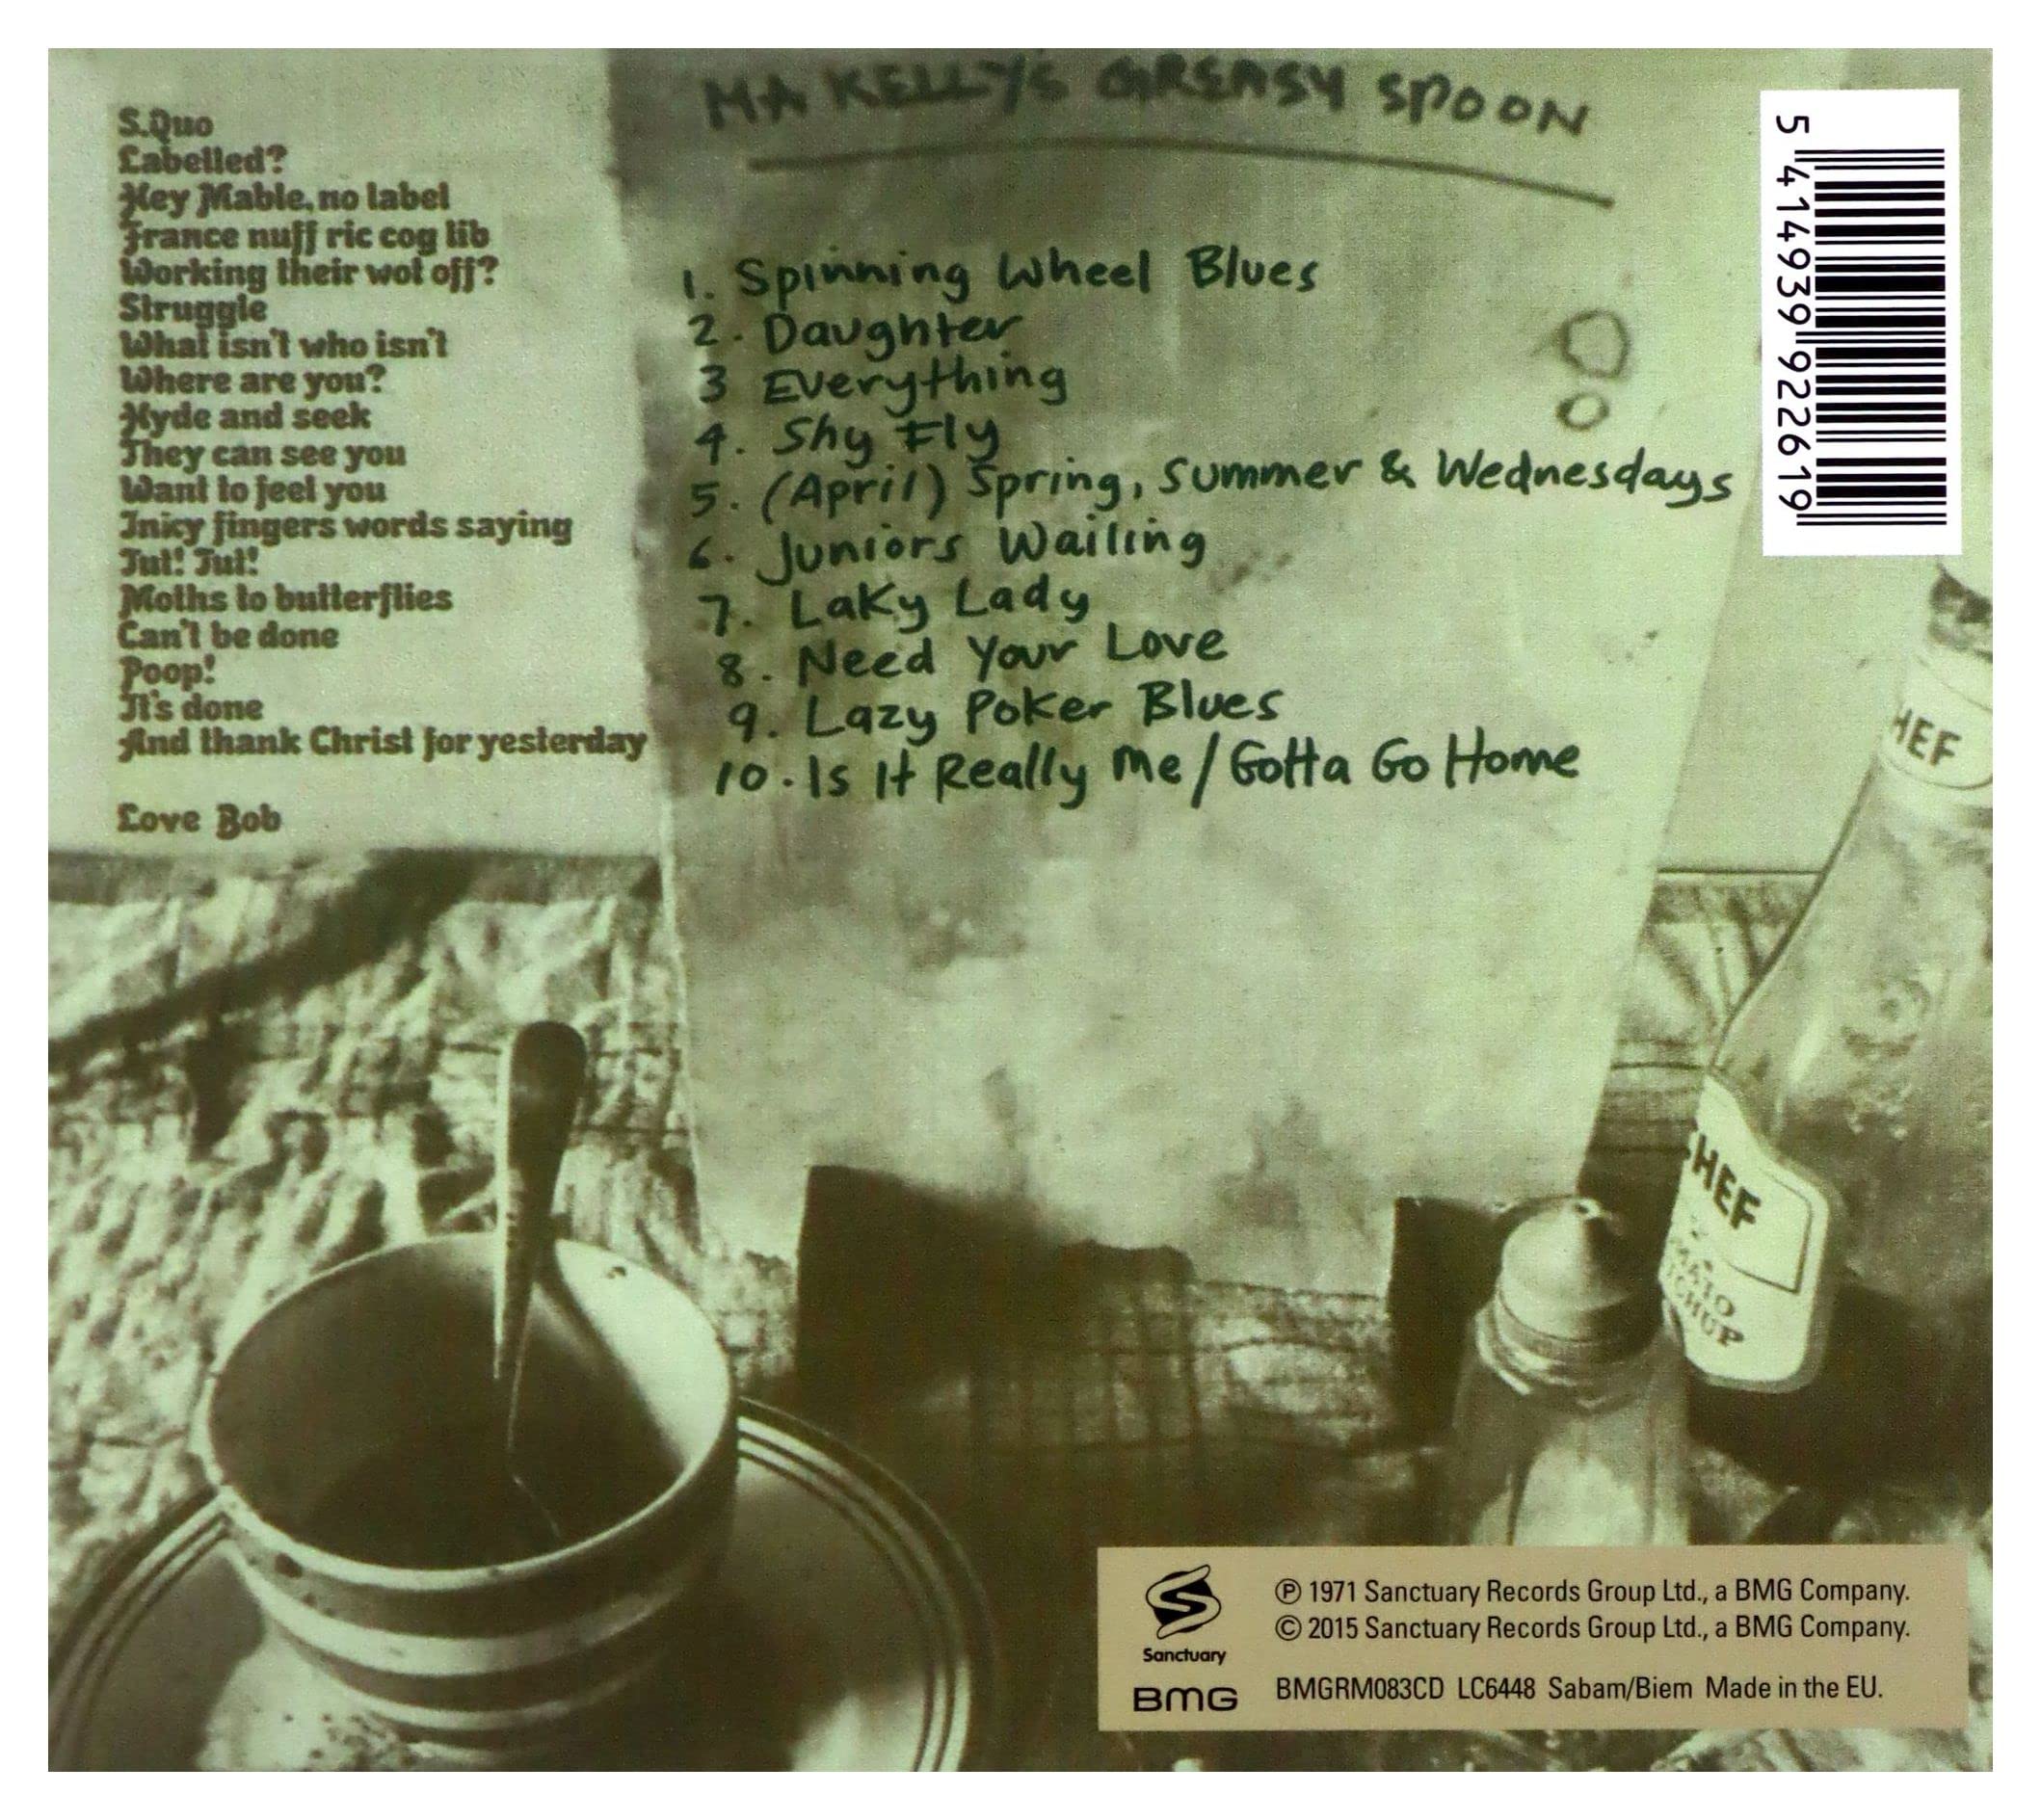 S.Quo
Labelled?
Hey Mable, no label
France nuff ric cog lib
Working their wot off?
Struggle
What isn't who isn't
Where are you?
Hyde and seek
They can see you
Want to feel you
Inky fingers words saying
Tut! Tut!
Moths to butterflies
Can't be done
Poop!
It's done
And thank Christ for yesterday
Love Bob
MA KELLY'S GREASY SPOON
1. Spinning Wheel Blues
2. Daughter
3 Everything
4. Shy Fly
5. (April) Spring, Summer & Wednesdays
6. Juniors Wailing
7. Laky Lady
8. Need Your Love
9. Lazy Poker Blues
10. Is It Really Me/Gotta Go Home
5 414939 922619
HEF
HEF
MATO
CHUP
Sanctuary
BMG
℗ 1971 Sanctuary Records Group Ltd., a BMG Company.
© 2015 Sanctuary Records Group Ltd., a BMG Company.
BMGRM083CD LC6448 Sabam/Biem Made in the EU.